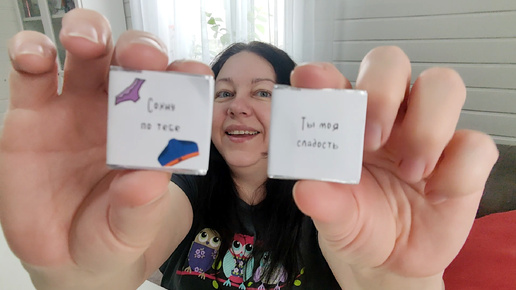 Сохну
по тебе
Ты моя
сладость